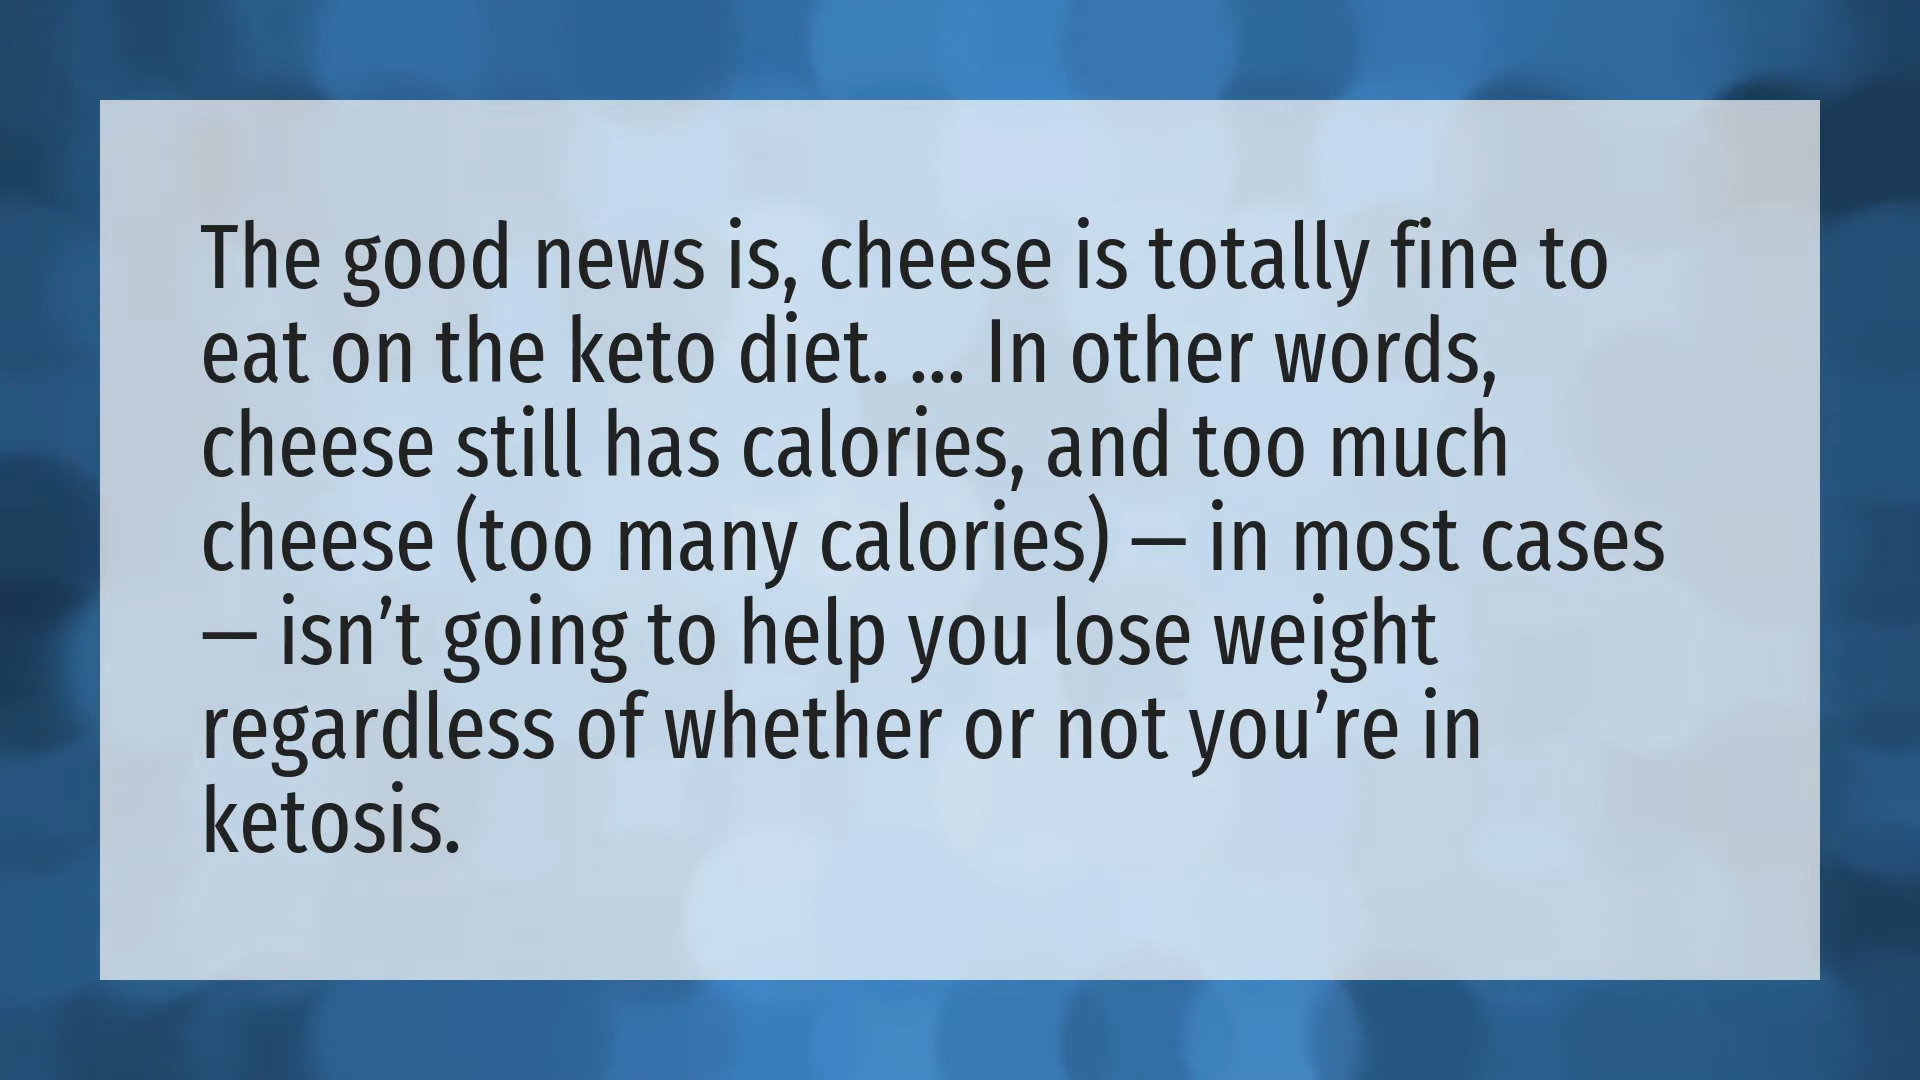 The good news is, cheese is totally fine to
eat on the keto diet. ... In other words,
cheese still has calories, and too much
cheese (too many calories) — in most cases
— isn’t going to help you lose weight
regardless of whether or not you’re in
ketosis.